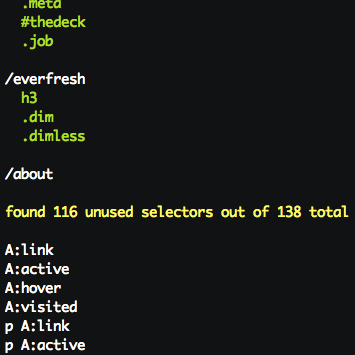 .meta
#thedeck
.job
/everfresh
h3
.dim
.dimless
/about
found 116 unused selectors out of 138 total
A:link
A:active
A:hover
A:visited
p A:link
p A:active